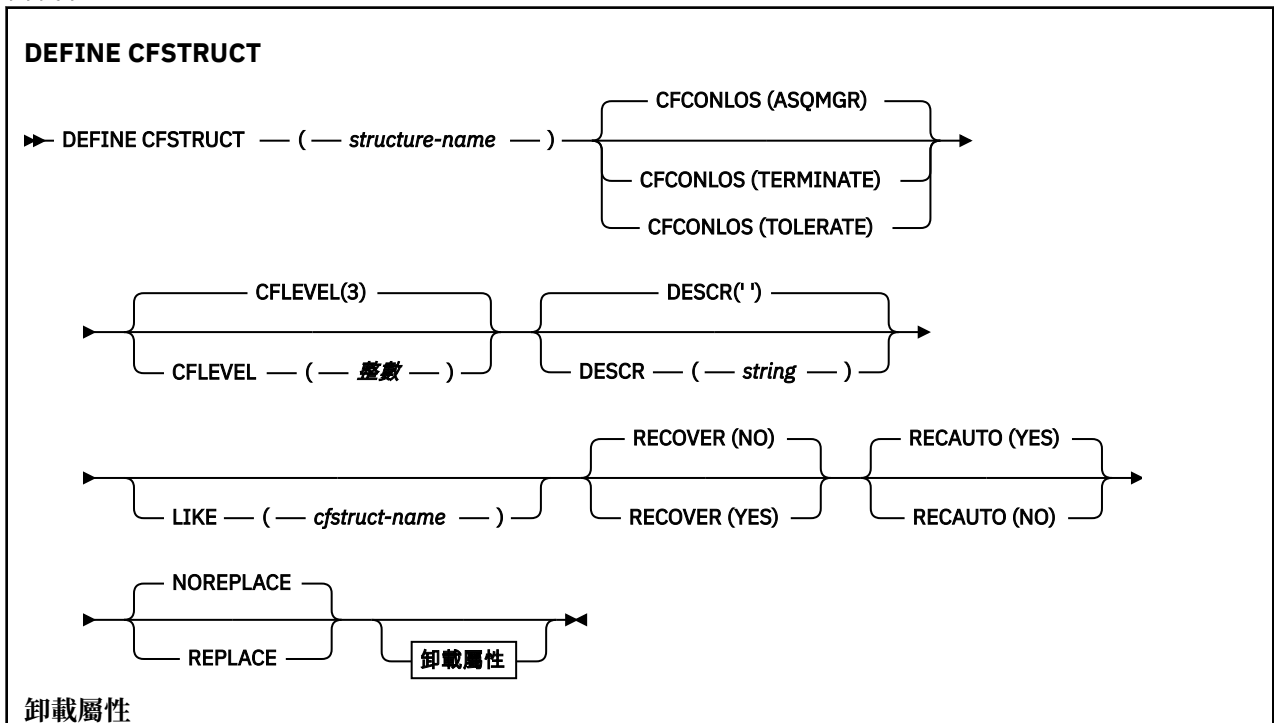 DEFINE CFSTRUCT
CFCONLOS (ASQMGR)
DEFINE CFSTRUCT ( structure-name )
CFCONLOS (TERMINATE)
CFCONLOS (TOLERATE)
CFLEVEL(3) DESCR(' ')
CFLEVEL ( 整數 ) DESCR ( string )
RECOVER (NO) RECAUTO (YES)
LIKE ( cfstruct-name ) RECOVER (YES) RECAUTO (NO)
NOREPLACE
REPLACE 卸載屬性
卸載屬性